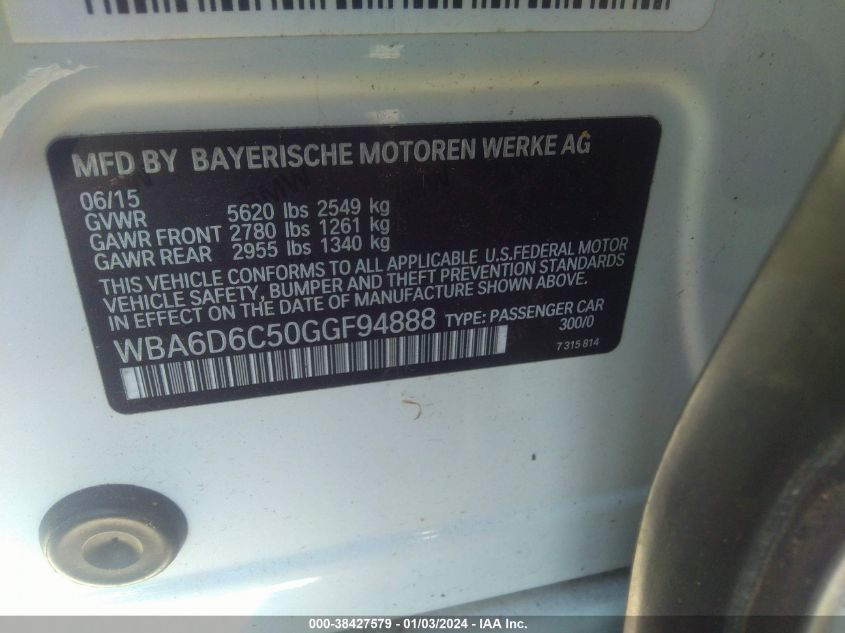 MFD BY BAYERISCHE MOTOREN WERKE AG
06/15
GVWR 5620 lbs 2549 kg
GAWR FRONT 2780 lbs 1261 kg
GAWR REAR 2955 lbs 1340 kg
THIS VEHICLE CONFORMS TO ALL APPLICABLE U.S.FEDERAL MOTOR
VEHICLE SAFETY, BUMPER AND THEFT PREVENTION STANDARDS
IN EFFECT ON THE DATE OF MANUFACTURE SHOWN ABOVE.
WBA6D6C50GGF94888 TYPE: PASSENGER CAR
300/0
7 315 814
000-38427579 - 01/03/2024 - IAA Inc.